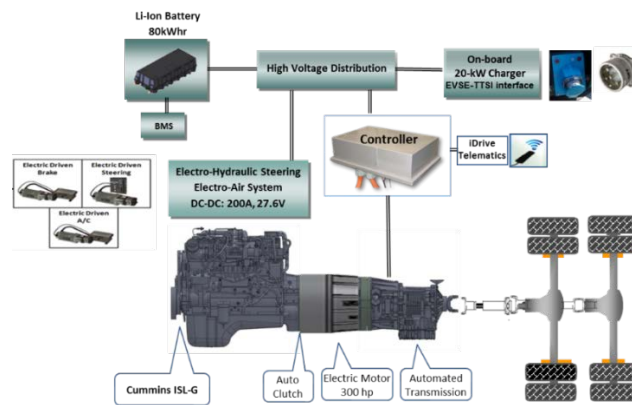 Li-Ion Battery
80kWhr
High Voltage Distribution
On-board
20-kW Charger
EVSE-TTSI interface
BMS
Controller
iDrive
Telematics
Electric Driven
Brake
Electric Driven
Steering
Electric Driven
A/C
Electro-Hydraulic Steering
Electro-Air System
DC-DC: 200A, 27.6V
Cummins ISL-G
Auto
Clutch
Electric Motor
300 hp
Automated
Transmission